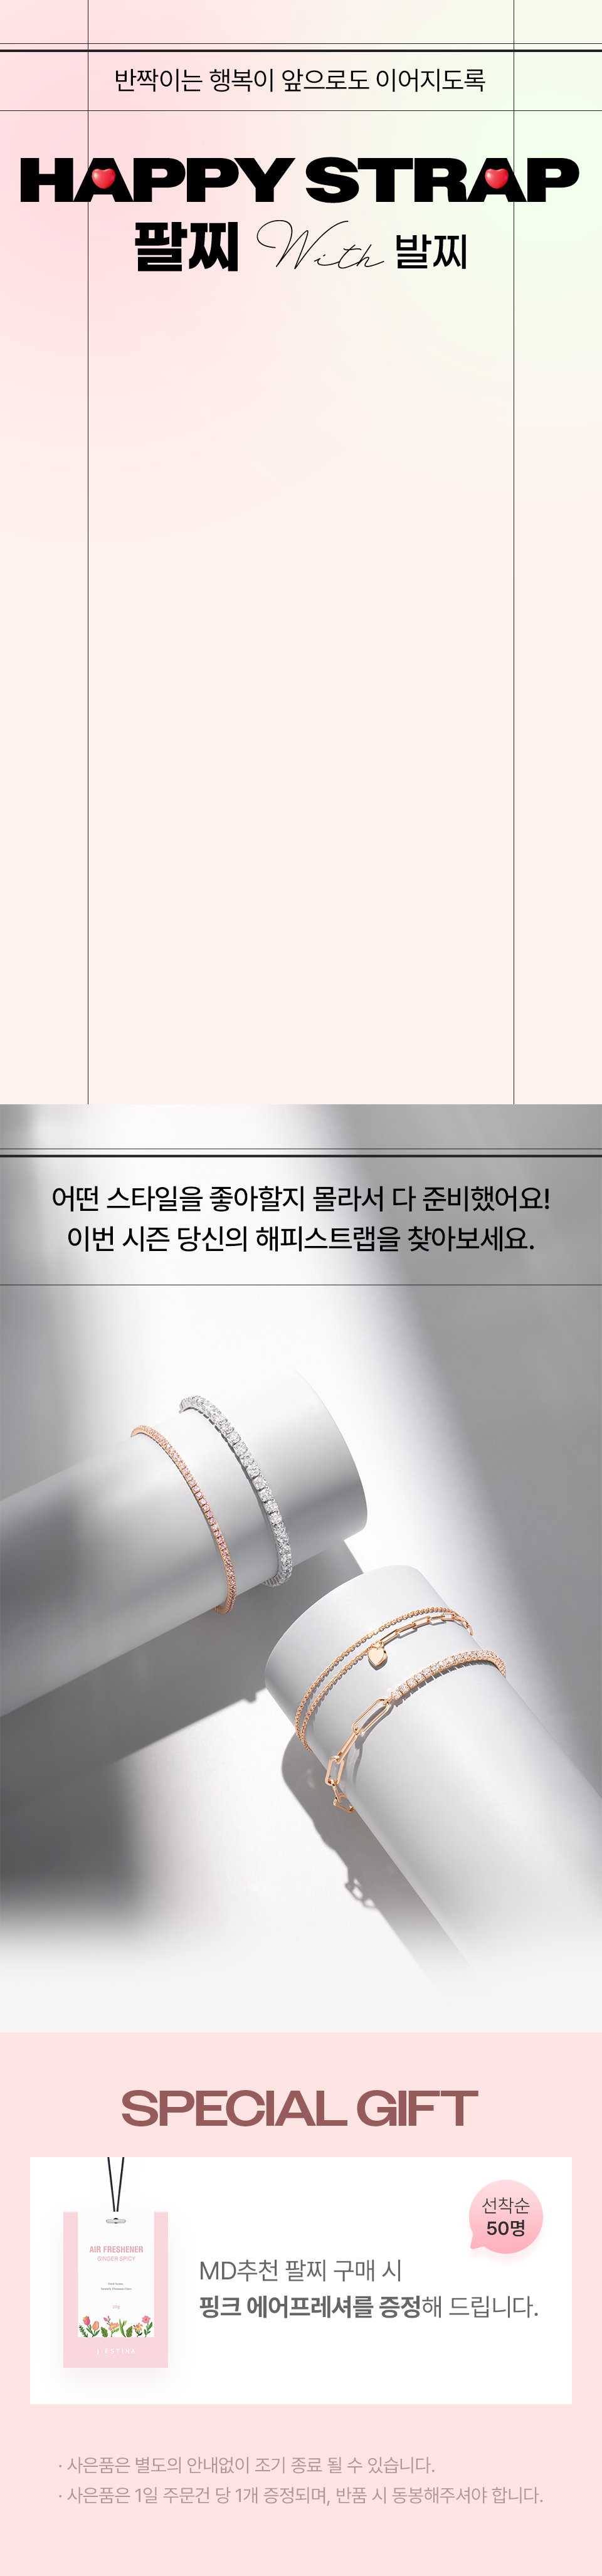 반짝이는 행복이 앞으로도 이어지도록
HAPPY STRAP
팔찌 With 발찌
어떤 스타일을 좋아할지 몰라서 다 준비했어요!
이번 시즌 당신의 해피스트랩을 찾아보세요.
SPECIAL GIFT
선착순
50명
AIR FRESHENER
GINGER SPICY
J·ESTINA
MD추천 팔찌 구매 시
핑크 에어프레셔를 증정해 드립니다.
· 사은품은 별도의 안내없이 조기 종료 될 수 있습니다.
· 사은품은 1일 주문건 당 1개 증정되며, 반품 시 동봉해주셔야 합니다.